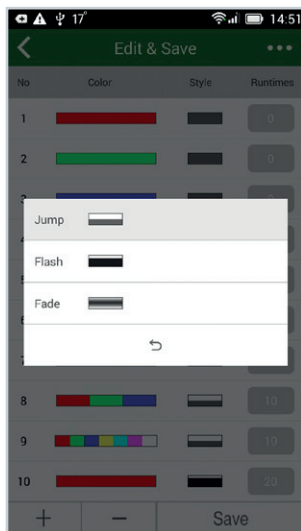 17° 14:51
Edit & Save
No Color Style Runtimes
1 0
2 0
3
Jump
Flash
Fade
8 10
9 10
10 20
+ − Save